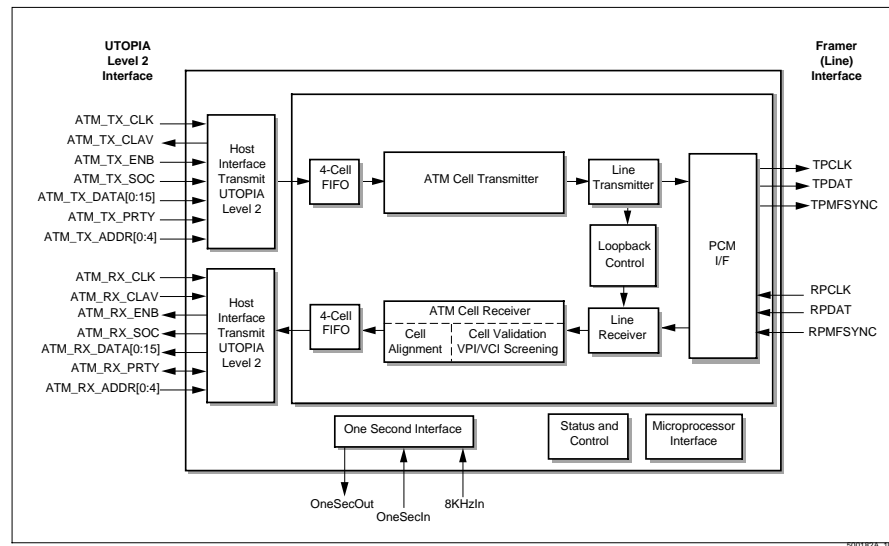 UTOPIA
Level 2
Interface
Framer
(Line)
Interface
ATM_TX_CLK
ATM_TX_CLAV
ATM_TX_ENB
ATM_TX_SOC
ATM_TX_DATA[0:15]
ATM_TX_PRTY
ATM_TX_ADDR[0:4]
Host
Interface
Transmit
UTOPIA
Level 2
4-Cell
FIFO
ATM Cell Transmitter
Line
Transmitter
Loopback
Control
PCM
I/F
TPCLK
TPDAT
TPMFSYNC
ATM_RX_CLK
ATM_RX_CLAV
ATM_RX_ENB
ATM_RX_SOC
ATM_RX_DATA[0:15]
ATM_RX_PRTY
ATM_RX_ADDR[0:4]
Host
Interface
Transmit
UTOPIA
Level 2
4-Cell
FIFO
ATM Cell Receiver
Cell
Alignment
Cell Validation
VPI/VCI Screening
Line
Receiver
RPCLK
RPDAT
RPMFSYNC
One Second Interface
Status and
Control
Microprocessor
Interface
OneSecOut
OneSecIn
8KHzIn